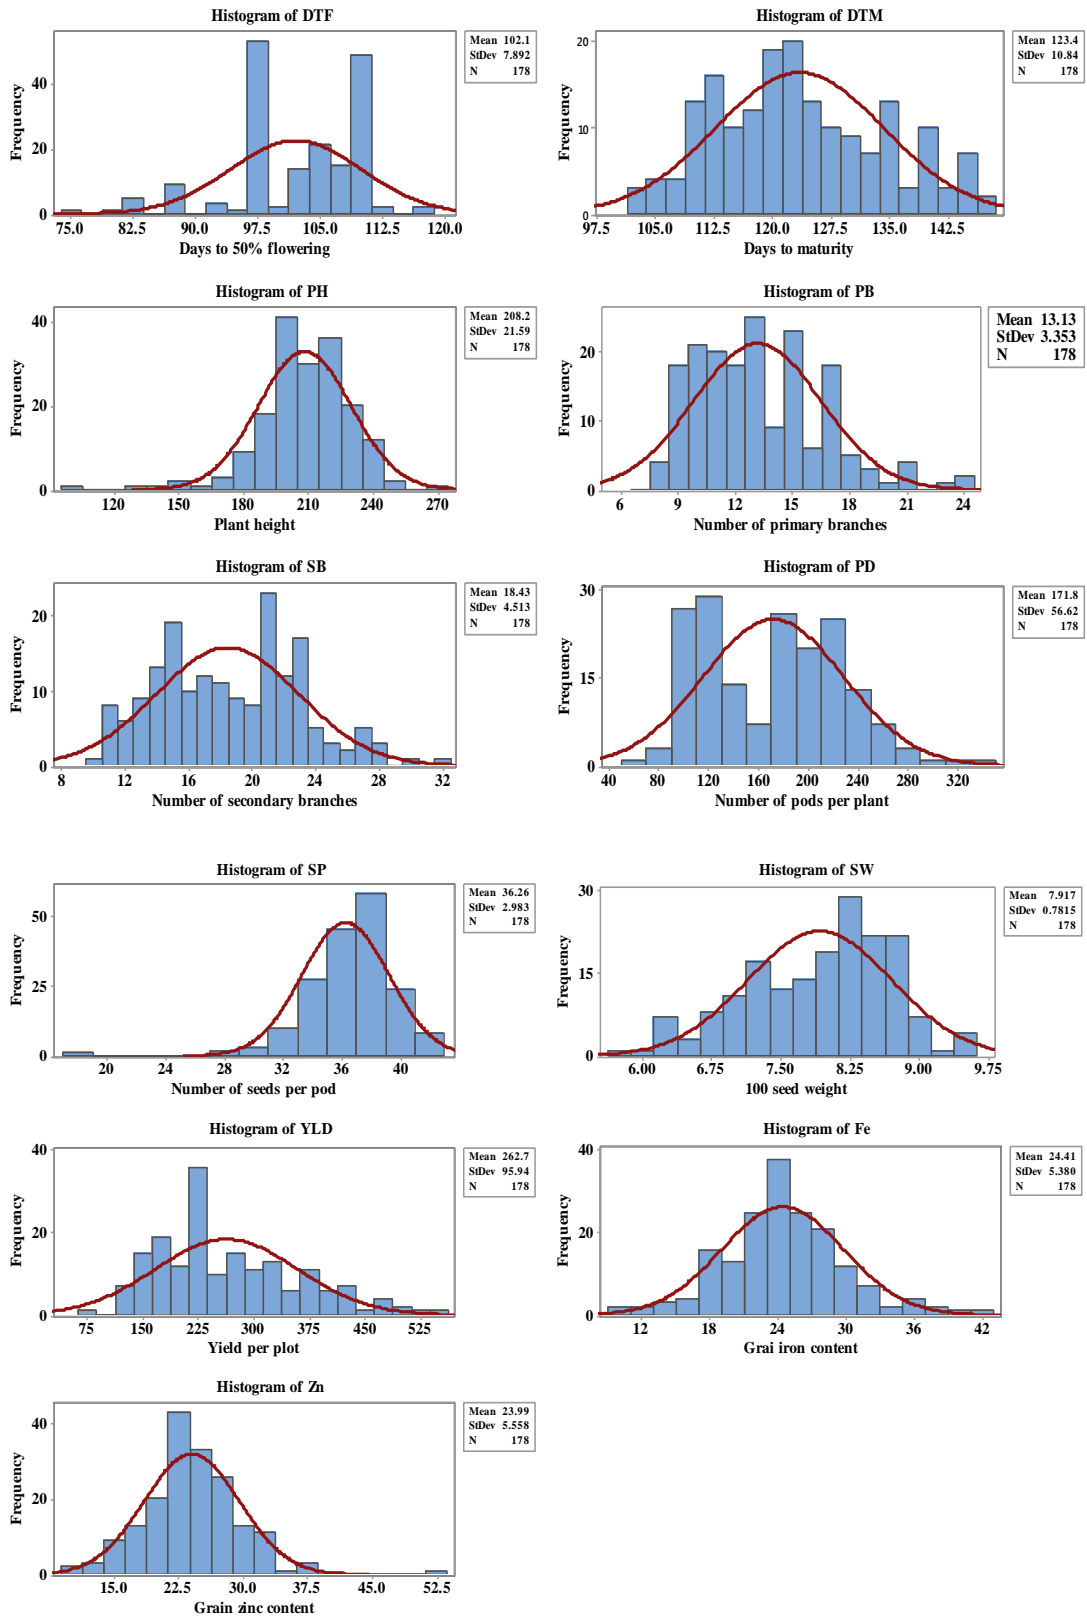 Histogram of DTF
Mean 102.1
StDev 7.892
N 178
Frequency
40
20
0
75.0 82.5 90.0 97.5 105.0 112.5 120.0
Days to 50% flowering
Histogram of DTM
Mean 123.4
StDev 10.84
N 178
Frequency
20
10
0
97.5 105.0 112.5 120.0 127.5 135.0 142.5
Days to maturity
Histogram of PH
Mean 208.2
StDev 21.59
N 178
Frequency
40
20
0
120 150 180 210 240 270
Plant height
Histogram of PB
Mean 13.13
StDev 3.353
N 178
Frequency
20
10
0
6 9 12 15 18 21 24
Number of primary branches
Histogram of SB
Mean 18.43
StDev 4.513
N 178
Frequency
20
10
0
8 12 16 20 24 28 32
Number of secondary branches
Histogram of PD
Mean 171.8
StDev 56.62
N 178
Frequency
30
15
0
40 80 120 160 200 240 280 320
Number of pods per plant
Histogram of SP
Mean 36.26
StDev 2.983
N 178
Frequency
50
25
0
20 24 28 32 36 40
Number of seeds per pod
Histogram of SW
Mean 7.917
StDev 0.7815
N 178
Frequency
30
15
0
6.00 6.75 7.50 8.25 9.00 9.75
100 seed weight
Histogram of YLD
Mean 262.7
StDev 95.94
N 178
Frequency
40
20
0
75 150 225 300 375 450 525
Yield per plot
Histogram of Fe
Mean 24.41
StDev 5.380
N 178
Frequency
40
20
0
12 18 24 30 36 42
Grai iron content
Histogram of Zn
Mean 23.99
StDev 5.558
N 178
Frequency
40
20
0
15.0 22.5 30.0 37.5 45.0 52.5
Grain zinc content